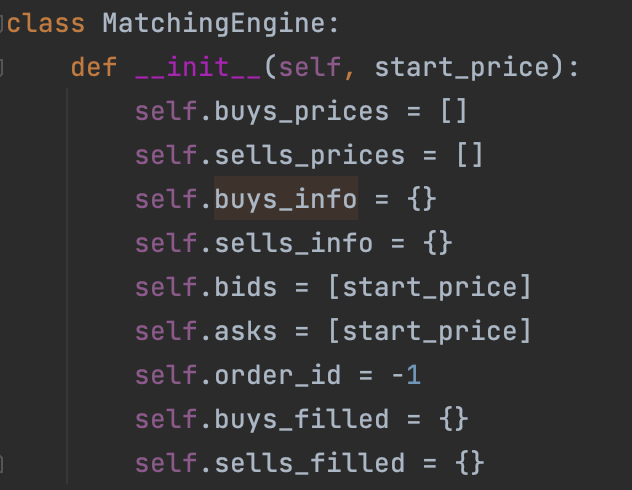 class MatchingEngine:
def __init__(self, start_price):
self.buys_prices = []
self.sells_prices = []
self.buys_info = {}
self.sells_info = {}
self.bids = [start_price]
self.asks = [start_price]
self.order_id = -1
self.buys_filled = {}
self.sells_filled = {}